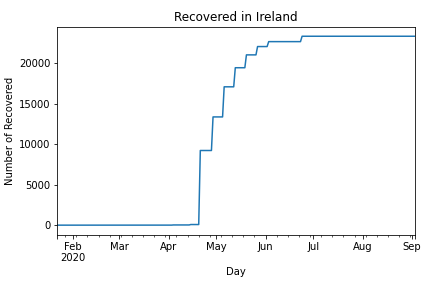 Recovered in Ireland
Number of Recovered
20000
15000
10000
5000
0
Feb
2020
Mar
Apr
May
Jun
Jul
Aug
Sep
Day